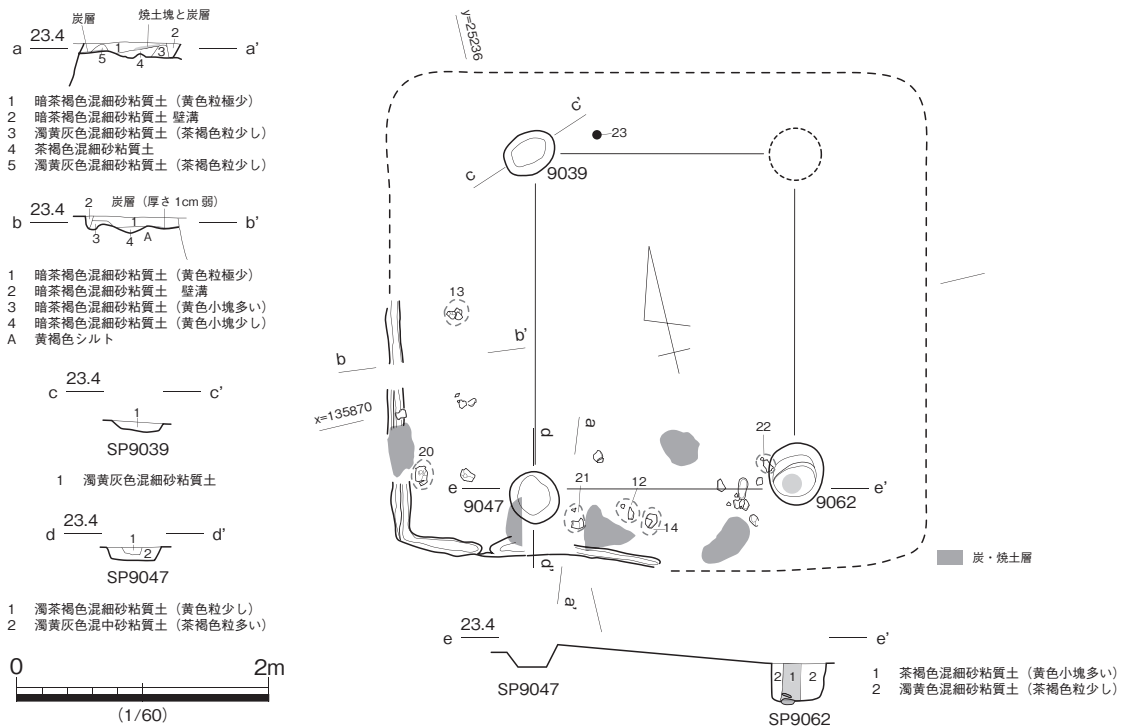 炭層
焼土塊と炭層
a 23.4 a’
1 2 3 4 5
1 暗茶褐色混細砂粘質土（黄色粒極少）
2 暗茶褐色混細砂粘質土 壁溝
3 濁黄灰色混細砂粘質土（茶褐色粒少し）
4 茶褐色混細砂粘質土
5 濁黄灰色混細砂粘質土（茶褐色粒少し）
炭層（厚さ 1cm 弱）
b 23.4 b’
2 1 3 4 A
1 暗茶褐色混細砂粘質土（黄色粒極少）
2 暗茶褐色混細砂粘質土 壁溝
3 暗茶褐色混細砂粘質土（黄色小塊多い）
4 暗茶褐色混細砂粘質土（黄色小塊少し）
A 黄褐色シルト
c 23.4 c’
1
SP9039
1 濁黄灰色混細砂粘質土
d 23.4 d’
1 2
SP9047
1 濁茶褐色混細砂粘質土（黄色粒少し）
2 濁黄灰色混中砂粘質土（茶褐色粒多い）
0 2m
(1/60)
y=25236
c’
23
c
9039
13
b’
b
x=135870
d
a
22
20
21
12
e
9047
9062
e’
14
d’
a’
炭・焼土層
e 23.4 e’
SP9047
2 1 2
SP9062
1 茶褐色混細砂粘質土（黄色小塊多い）
2 濁黄色混細砂粘質土（茶褐色粒少し）